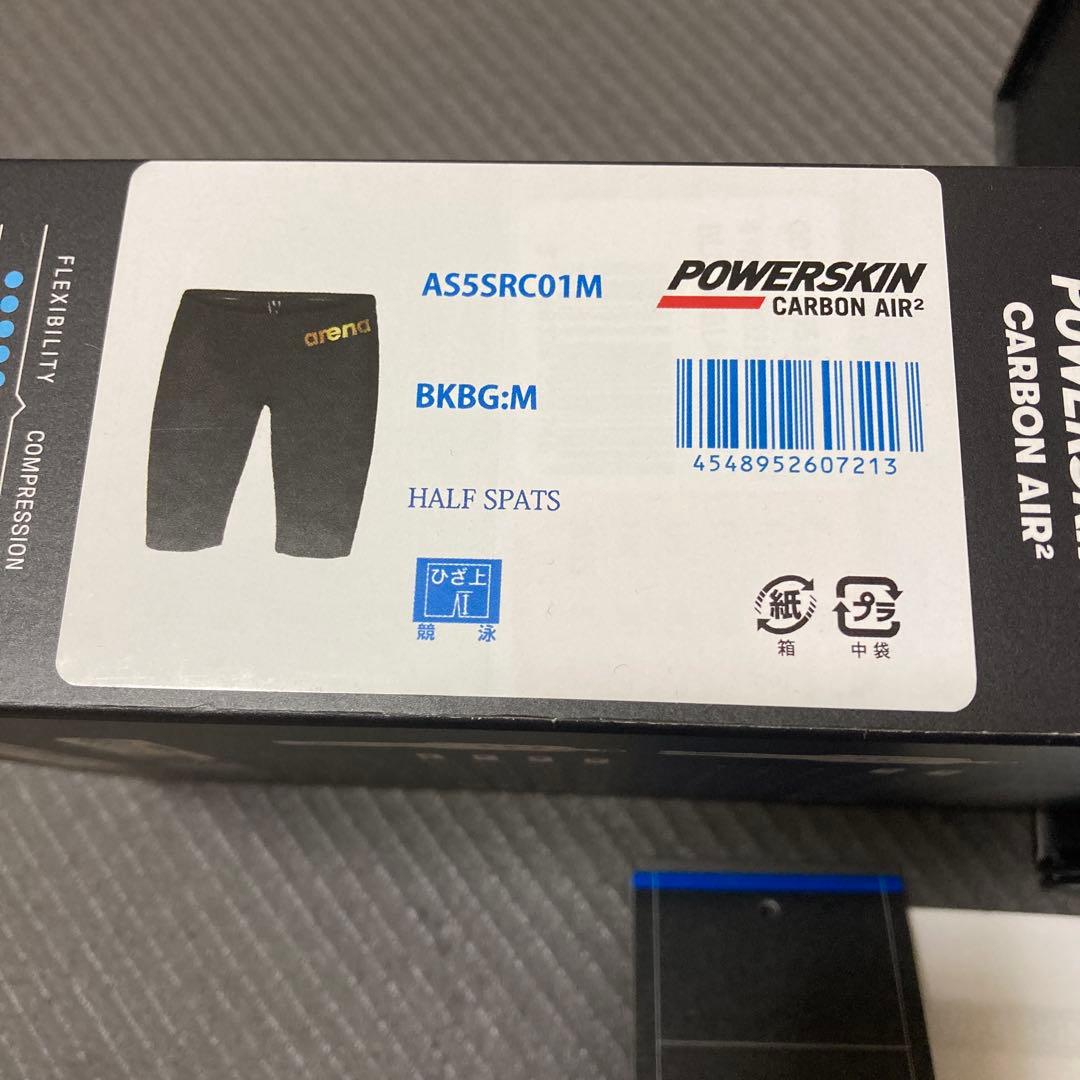 FLEXIBILITY
COMPRESSION
arena
AS5SRC01M
BKBG:M
HALF SPATS
ひざ上
競 泳
POWERSKIN
CARBON AIR²
4548952607213
紙
箱
プラ
中袋
POWERSKIN
CARBON AIR²